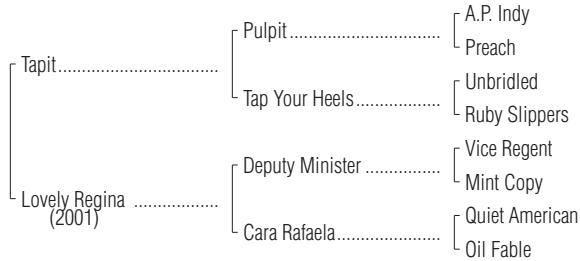 A.P. Indy
Pulpit
Preach
Tapit
Unbridled
Tap Your Heels
Ruby Slippers
Vice Regent
Deputy Minister
Mint Copy
Lovely Regina
(2001)
Quiet American
Cara Rafaela
Oil Fable